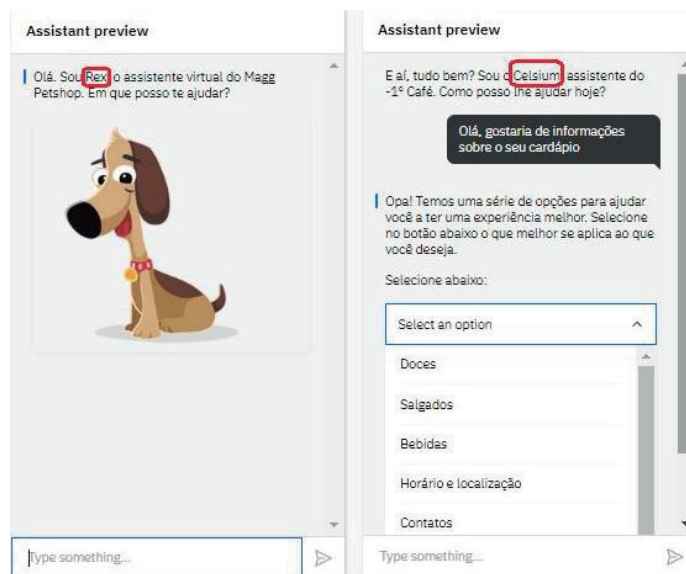 Assistant preview
Olá. Sou Rex, o assistente virtual do Magg
Petshop. Em que posso te ajudar?
Type something...
Assistant preview
E aí, tudo bem? Sou o Celsium, assistente do
-1° Café. Como posso lhe ajudar hoje?
Olá, gostaria de informações
sobre o seu cardápio
Opa! Temos uma série de opções para ajudar
você a ter uma experiência melhor. Selecione
no botão abaixo o que melhor se aplica ao que
você deseja.
Selecione abaixo:
Select an option
Doces
Salgados
Bebidas
Horário e localização
Contatos
Type something...